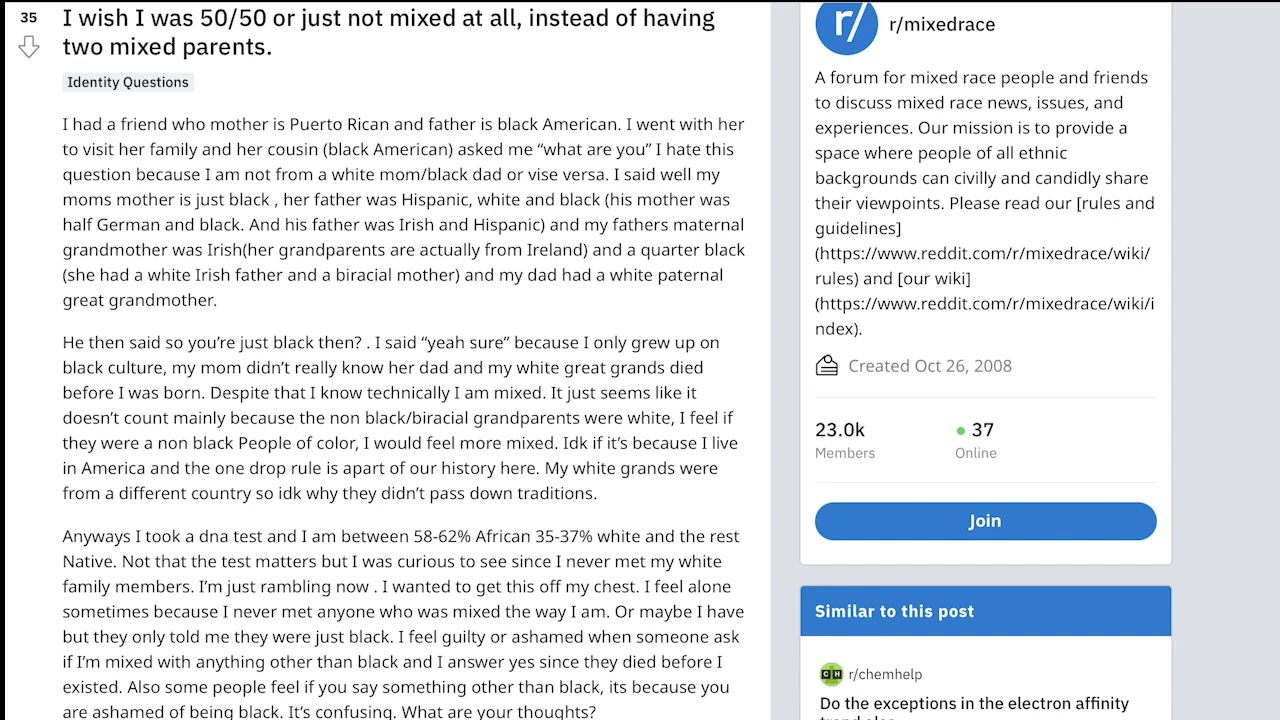 35
I wish I was 50/50 or just not mixed at all, instead of having
two mixed parents.
Identity Questions
I had a friend who mother is Puerto Rican and father is black American. I went with her
to visit her family and her cousin (black American) asked me “what are you” I hate this
question because I am not from a white mom/black dad or vise versa. I said well my
moms mother is just black , her father was Hispanic, white and black (his mother was
half German and black. And his father was Irish and Hispanic) and my fathers maternal
grandmother was Irish(her grandparents are actually from Ireland) and a quarter black
(she had a white Irish father and a biracial mother) and my dad had a white paternal
great grandmother.
He then said so you’re just black then? . I said “yeah sure” because I only grew up on
black culture, my mom didn’t really know her dad and my white great grands died
before I was born. Despite that I know technically I am mixed. It just seems like it
doesn’t count mainly because the non black/biracial grandparents were white, I feel if
they were a non black People of color, I would feel more mixed. Idk if it’s because I live
in America and the one drop rule is apart of our history here. My white grands were
from a different country so idk why they didn’t pass down traditions.
Anyways I took a dna test and I am between 58-62% African 35-37% white and the rest
Native. Not that the test matters but I was curious to see since I never met my white
family members. I’m just rambling now . I wanted to get this off my chest. I feel alone
sometimes because I never met anyone who was mixed the way I am. Or maybe I have
but they only told me they were just black. I feel guilty or ashamed when someone ask
if I’m mixed with anything other than black and I answer yes since they died before I
existed. Also some people feel if you say something other than black, its because you
are ashamed of being black. It’s confusing. What are your thoughts?
r/
r/mixedrace
A forum for mixed race people and friends
to discuss mixed race news, issues, and
experiences. Our mission is to provide a
space where people of all ethnic
backgrounds can civilly and candidly share
their viewpoints. Please read our [rules and
guidelines]
(https://www.reddit.com/r/mixedrace/wiki/
rules) and [our wiki]
(https://www.reddit.com/r/mixedrace/wiki/i
ndex).
Created Oct 26, 2008
23.0k
Members
37
Online
Join
Similar to this post
CH
r/chemhelp
Do the exceptions in the electron affinity
trend also